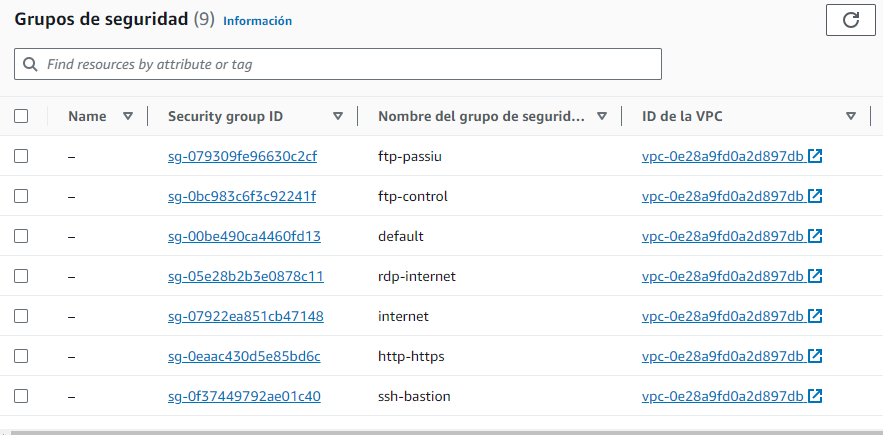 Grupos de seguridad (9) Información
Find resources by attribute or tag
Name Security group ID Nombre del grupo de segurid... ID de la VPC
– sg-079309fe96630c2cf ftp-passiu vpc-0e28a9fd0a2d897db
– sg-0bc983c6f3c92241f ftp-control vpc-0e28a9fd0a2d897db
– sg-00be490ca4460fd13 default vpc-0e28a9fd0a2d897db
– sg-05e28b2b3e0878c11 rdp-internet vpc-0e28a9fd0a2d897db
– sg-07922ea851cb47148 internet vpc-0e28a9fd0a2d897db
– sg-0eaac430d5e85bd6c http-https vpc-0e28a9fd0a2d897db
– sg-0f37449792ae01c40 ssh-bastion vpc-0e28a9fd0a2d897db